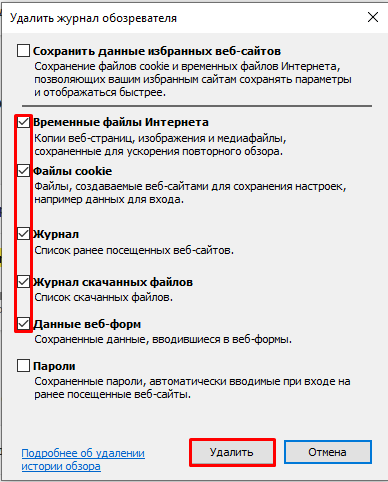 Удалить журнал обозревателя
Сохранить данные избранных веб-сайтов
Сохранение файлов cookie и временных файлов Интернета,
позволяющих вашим избранным сайтам сохранять параметры
и отображаться быстрее.
Временные файлы Интернета
Копии веб-страниц, изображения и медиафайлы,
сохраненные для ускорения повторного обзора.
Файлы cookie
Файлы, создаваемые веб-сайтами для сохранения настроек,
например данных для входа.
Журнал
Список ранее посещенных веб-сайтов.
Журнал скачанных файлов
Список скачанных файлов.
Данные веб-форм
Сохраненные данные, вводившиеся в веб-формы.
Пароли
Сохраненные пароли, автоматически вводимые при входе на
ранее посещенные веб-сайты.
Подробнее об удалении
истории обзора
Удалить
Отмена